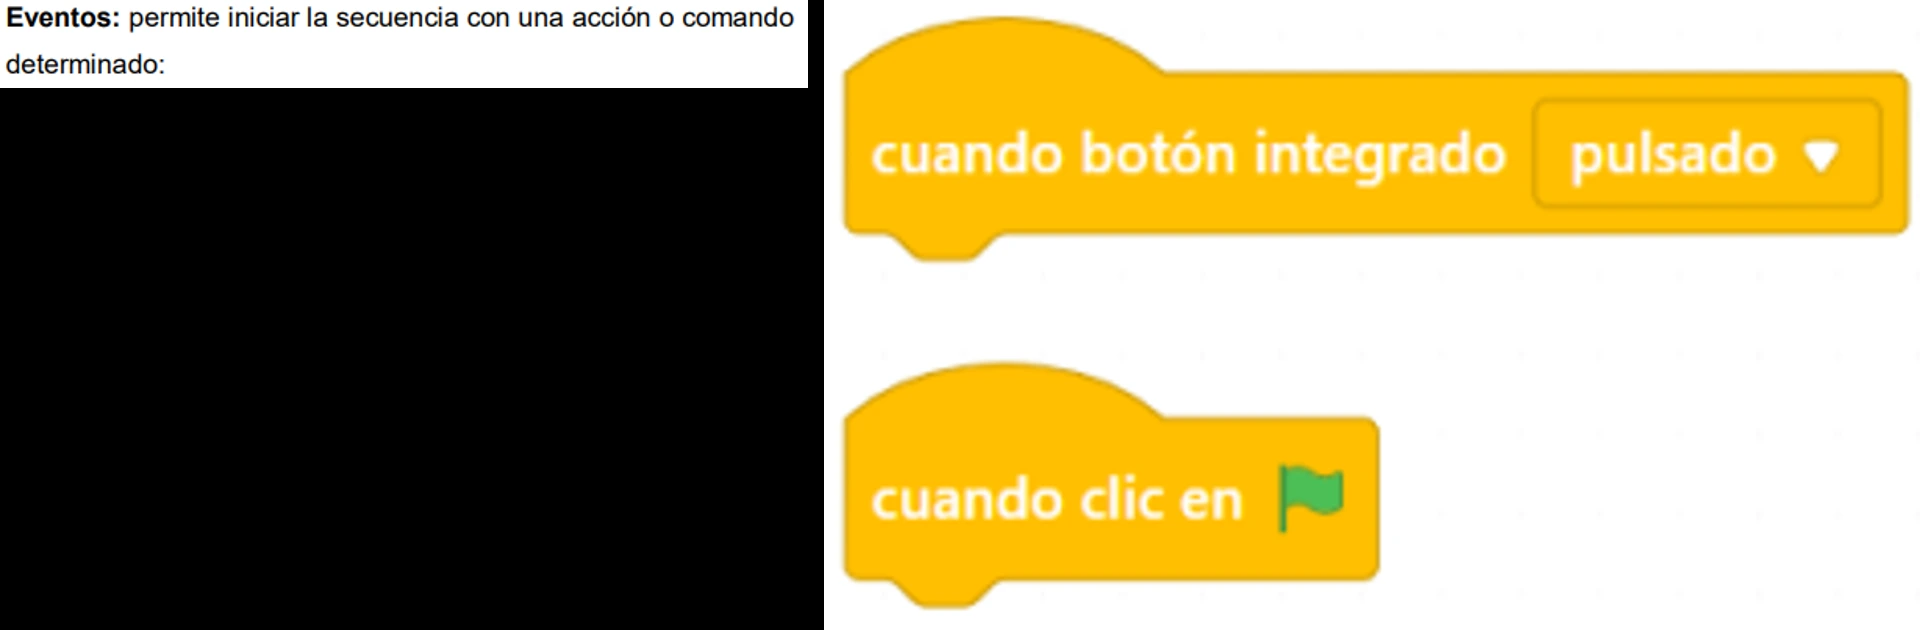 Eventos: permite iniciar la secuencia con una acción o comando
determinado:
cuando botón integrado pulsado
cuando clic en